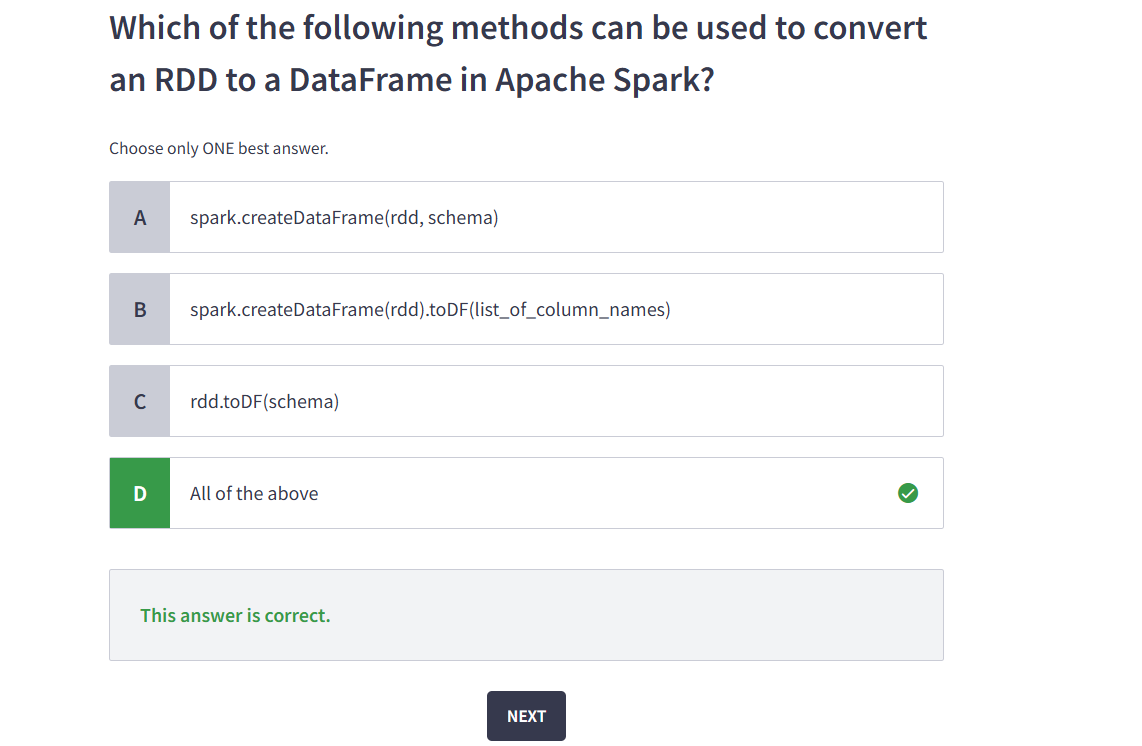 Which of the following methods can be used to convert
an RDD to a DataFrame in Apache Spark?
Choose only ONE best answer.
A spark.createDataFrame(rdd, schema)
B spark.createDataFrame(rdd).toDF(list_of_column_names)
C rdd.toDF(schema)
D All of the above
This answer is correct.
NEXT